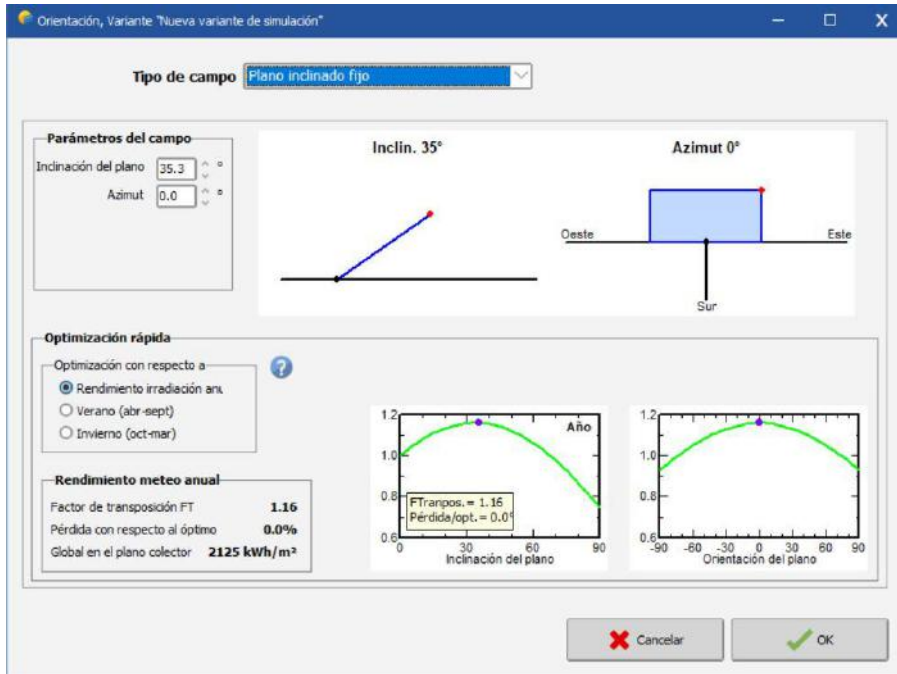 Orientación, Variante "Nueva variante de simulación"
Tipo de campo Plano inclinado fijo
Parámetros del campo
Inclinación del plano 35.3 °
Azimut 0.0 °
Inclin. 35°
Azimut 0°
Oeste
Este
Sur
Optimización rápida
Optimización con respecto a
Rendimiento irradiación anu
Verano (abr-sept)
Invierno (oct-mar)
?
Rendimiento meteo anual
Factor de transposición FT 1.16
Pérdida con respecto al óptimo 0.0%
Global en el plano colector 2125 kWh/m²
Año
1.2
1.0
0.8
0.6
FTranpos.= 1.16
Pérdida/opt.= 0.0%
0 30 60 90
Inclinación del plano
1.2
1.0
0.8
0.6
-90 -60 -30 0 30 60 90
Orientación del plano
Cancelar
OK